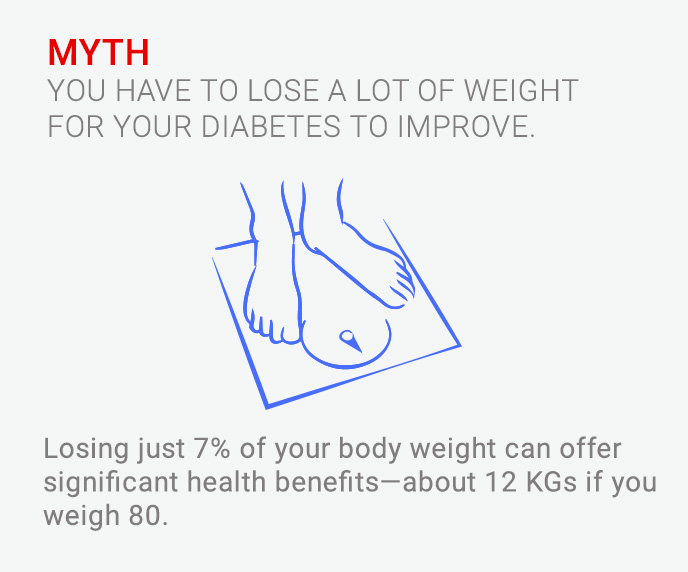 MYTH
YOU HAVE TO LOSE A LOT OF WEIGHT
FOR YOUR DIABETES TO IMPROVE.
Losing just 7% of your body weight can offer
significant health benefits—about 12 KGs if you
weigh 80.